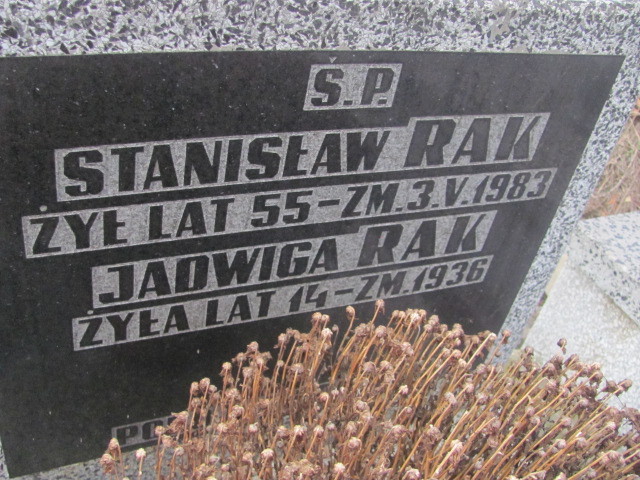 Ś.P.
STANISŁAW RAK
ŻYŁ LAT 55-ZM.3.V.1983
JADWIGA RAK
ŻYŁA LAT 14-ZM.1936